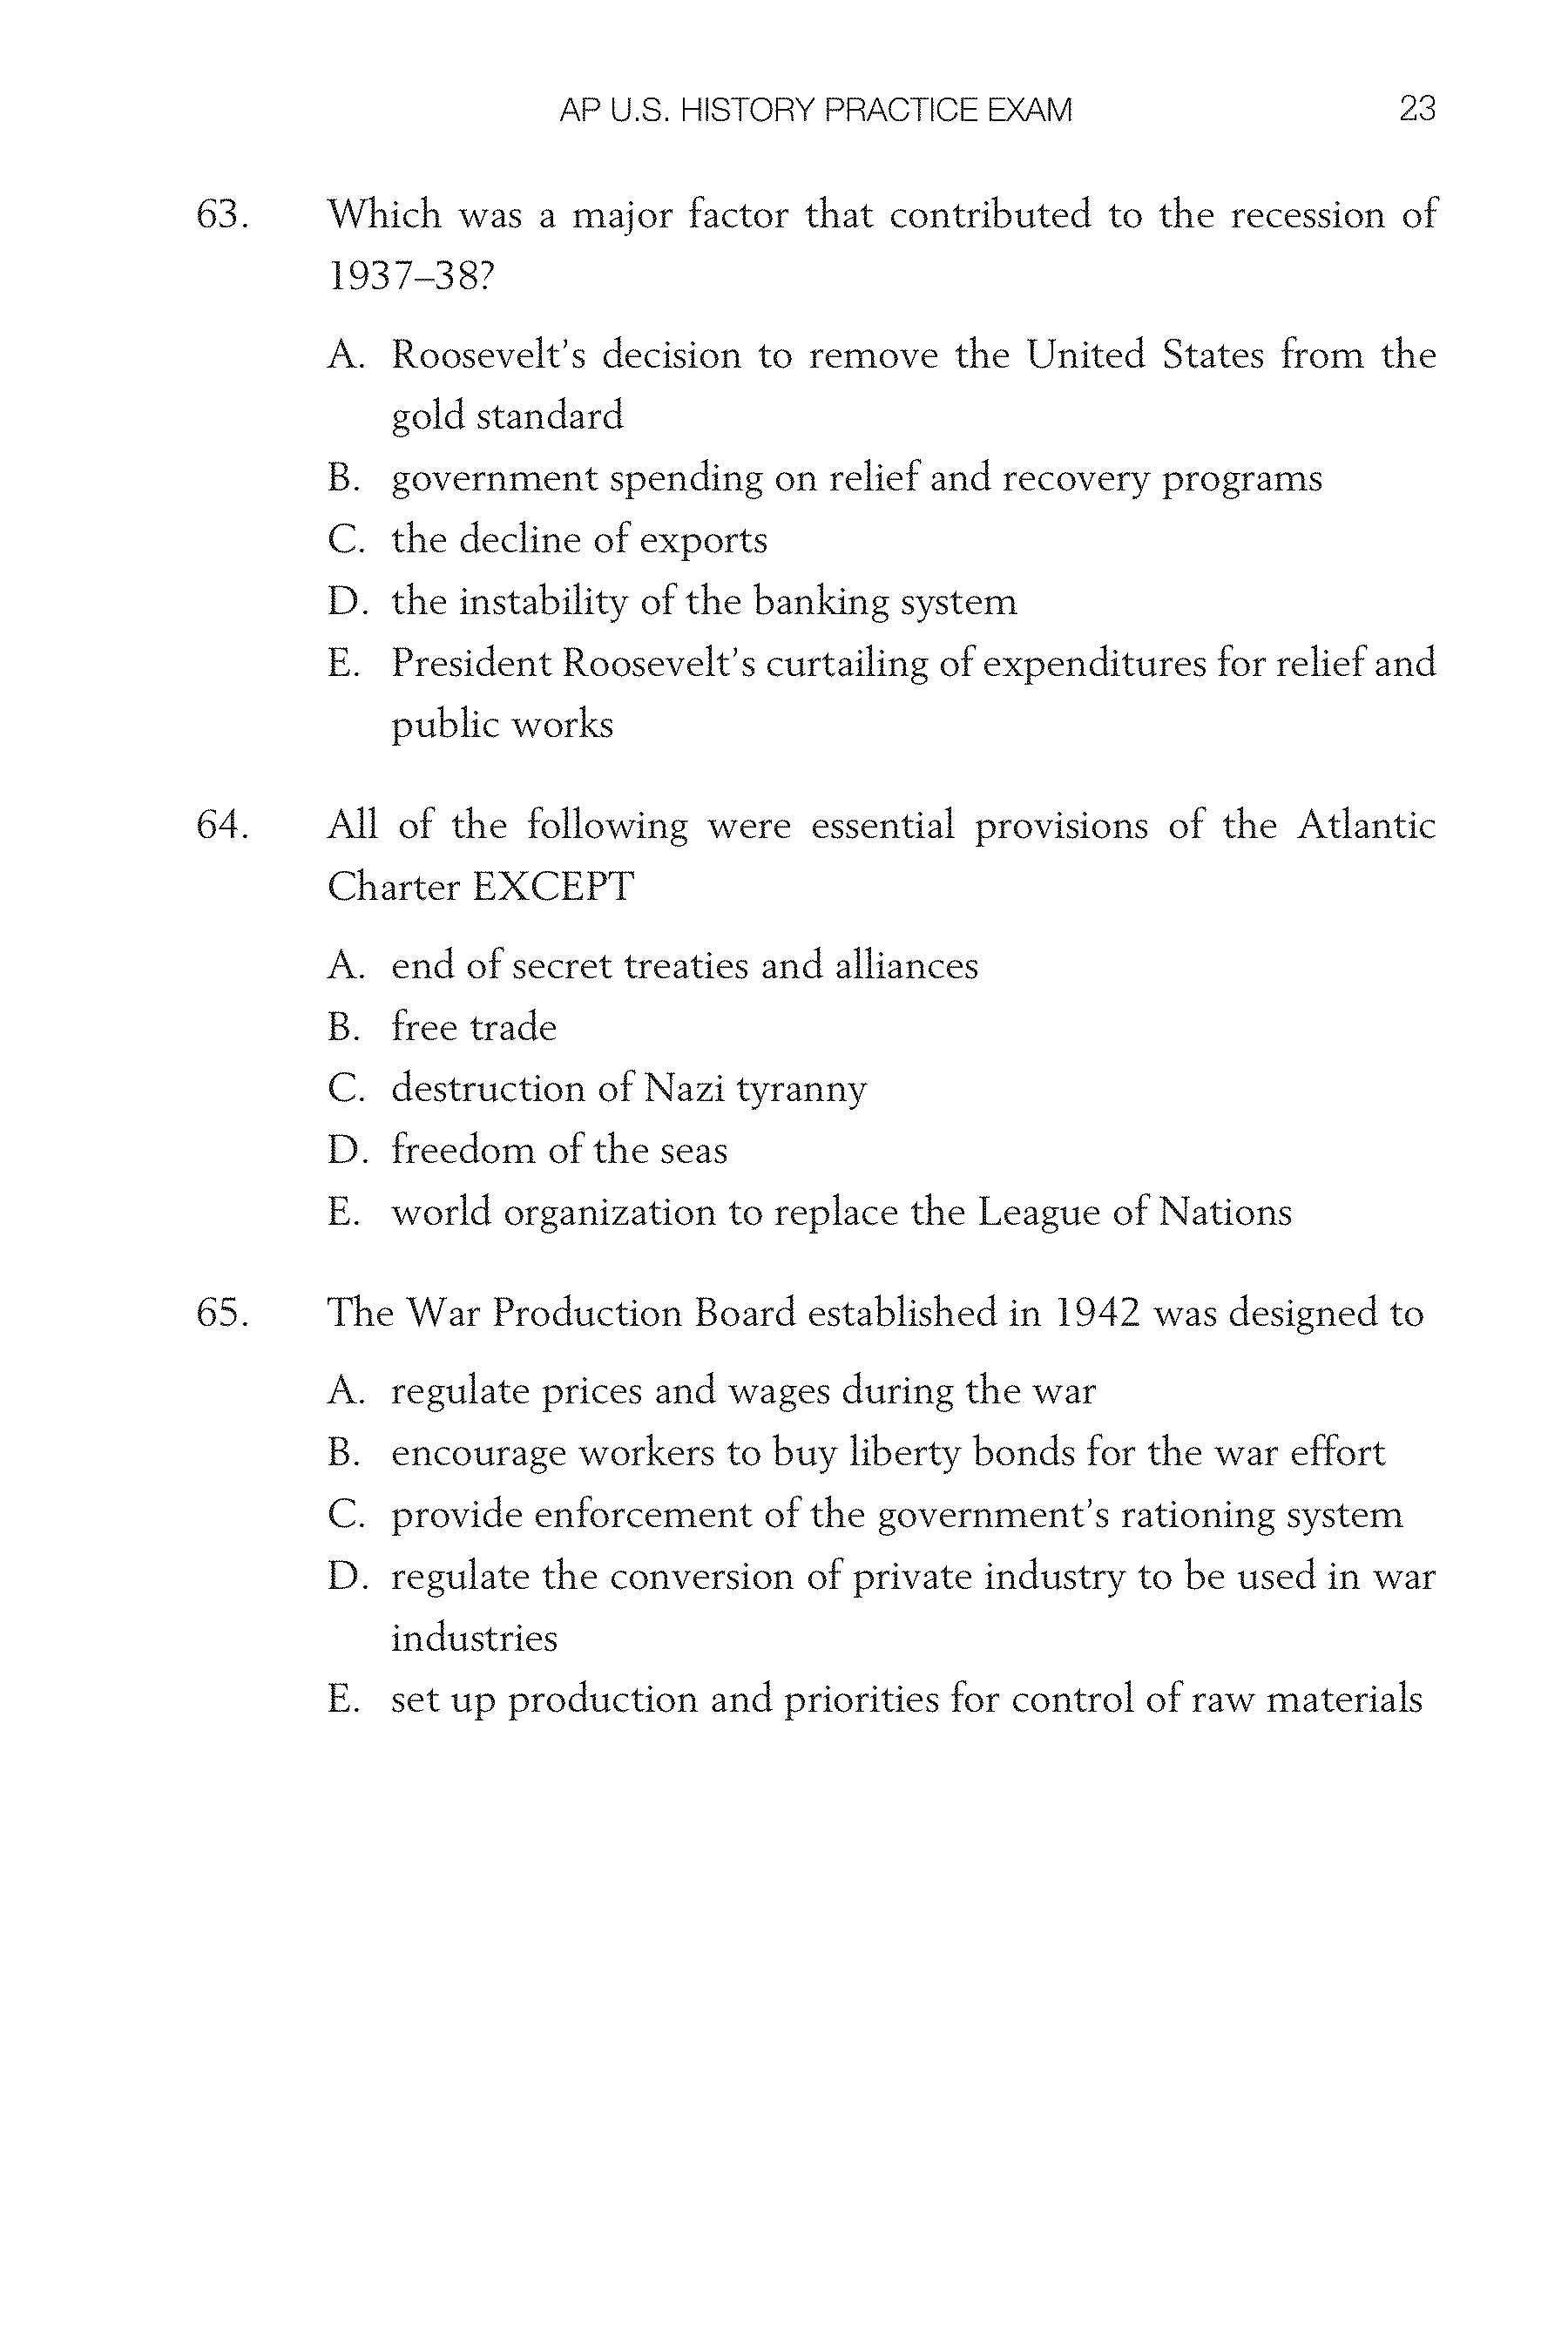 AP U.S. HISTORY PRACTICE EXAM 23
63. Which was a major factor that contributed to the recession of
1937–38?
A. Roosevelt’s decision to remove the United States from the
gold standard
B. government spending on relief and recovery programs
C. the decline of exports
D. the instability of the banking system
E. President Roosevelt’s curtailing of expenditures for relief and
public works
64. All of the following were essential provisions of the Atlantic
Charter EXCEPT
A. end of secret treaties and alliances
B. free trade
C. destruction of Nazi tyranny
D. freedom of the seas
E. world organization to replace the League of Nations
65. The War Production Board established in 1942 was designed to
A. regulate prices and wages during the war
B. encourage workers to buy liberty bonds for the war effort
C. provide enforcement of the government’s rationing system
D. regulate the conversion of private industry to be used in war
industries
E. set up production and priorities for control of raw materials